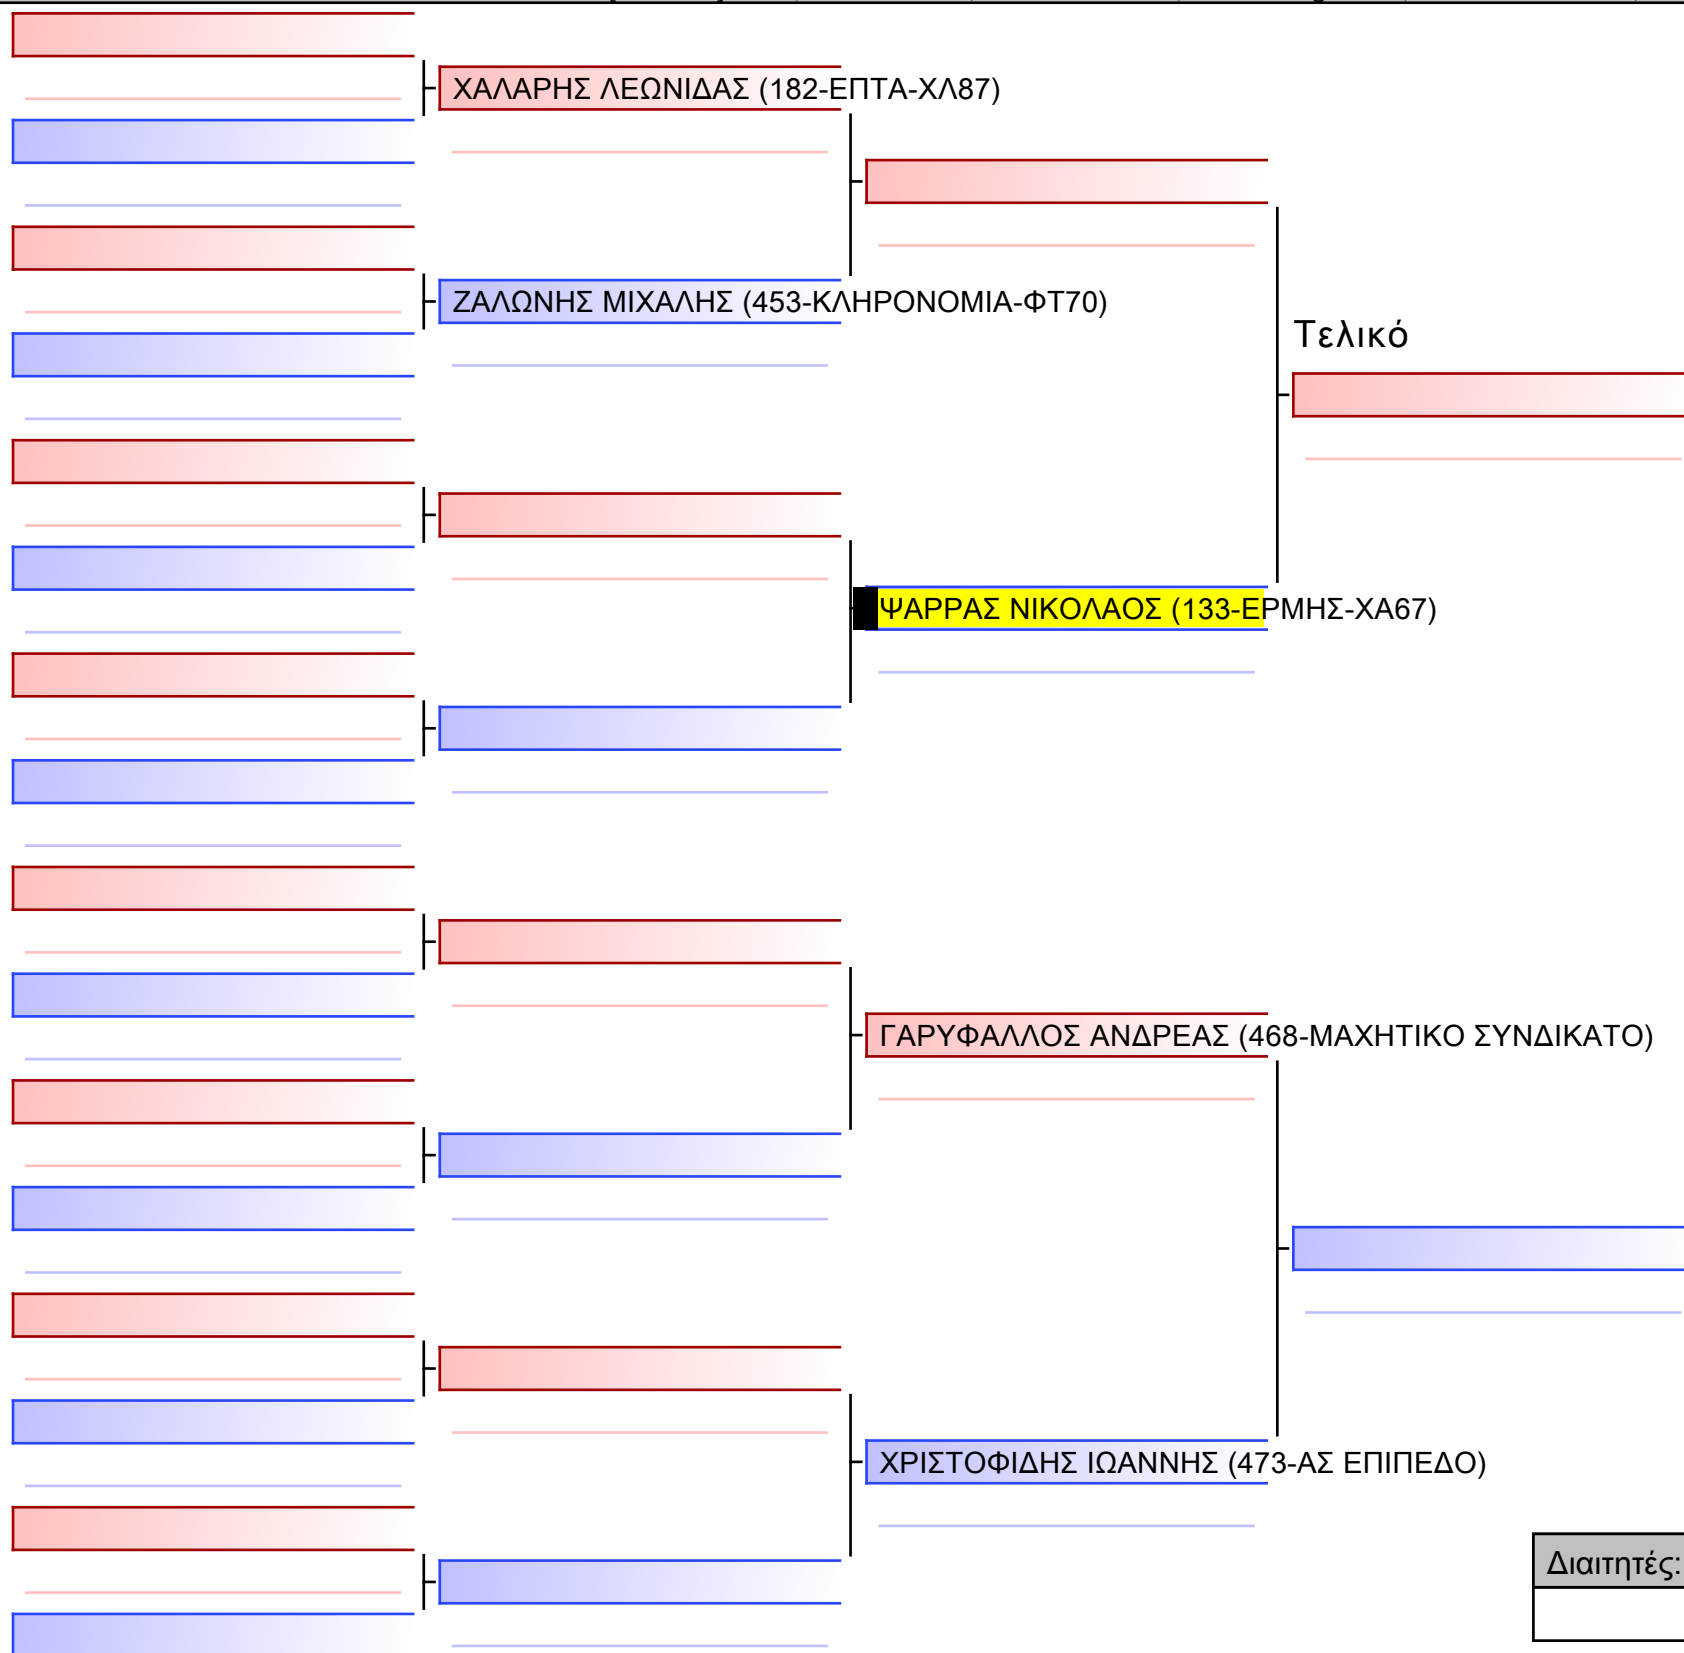 ΧΑΛΑΡΗΣ ΛΕΩΝΙΔΑΣ (182-ΕΠΤΑ-ΧΛ87)
ΖΑΛΩΝΗΣ ΜΙΧΑΛΗΣ (453-ΚΛΗΡΟΝΟΜΙΑ-ΦΤ70)
Τελικό
ΨΑΡΡΑΣ ΝΙΚΟΛΑΟΣ (133-ΕΡΜΗΣ-ΧΑ67)
ΓΑΡΥΦΑΛΛΟΣ ΑΝΔΡΕΑΣ (468-ΜΑΧΗΤΙΚΟ ΣΥΝΔΙΚΑΤΟ)
ΧΡΙΣΤΟΦΙΔΗΣ ΙΩΑΝΝΗΣ (473-ΑΣ ΕΠΙΠΕΔΟ)
Διαιτητές: